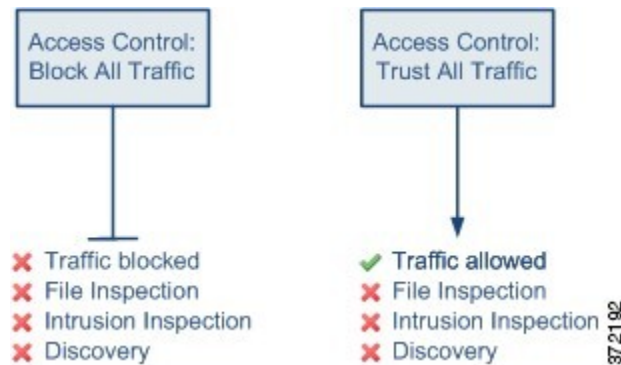 Access Control:
Block All Traffic
Traffic blocked
File Inspection
Intrusion Inspection
Discovery
Access Control:
Trust All Traffic
Traffic allowed
File Inspection
Intrusion Inspection
Discovery
372192